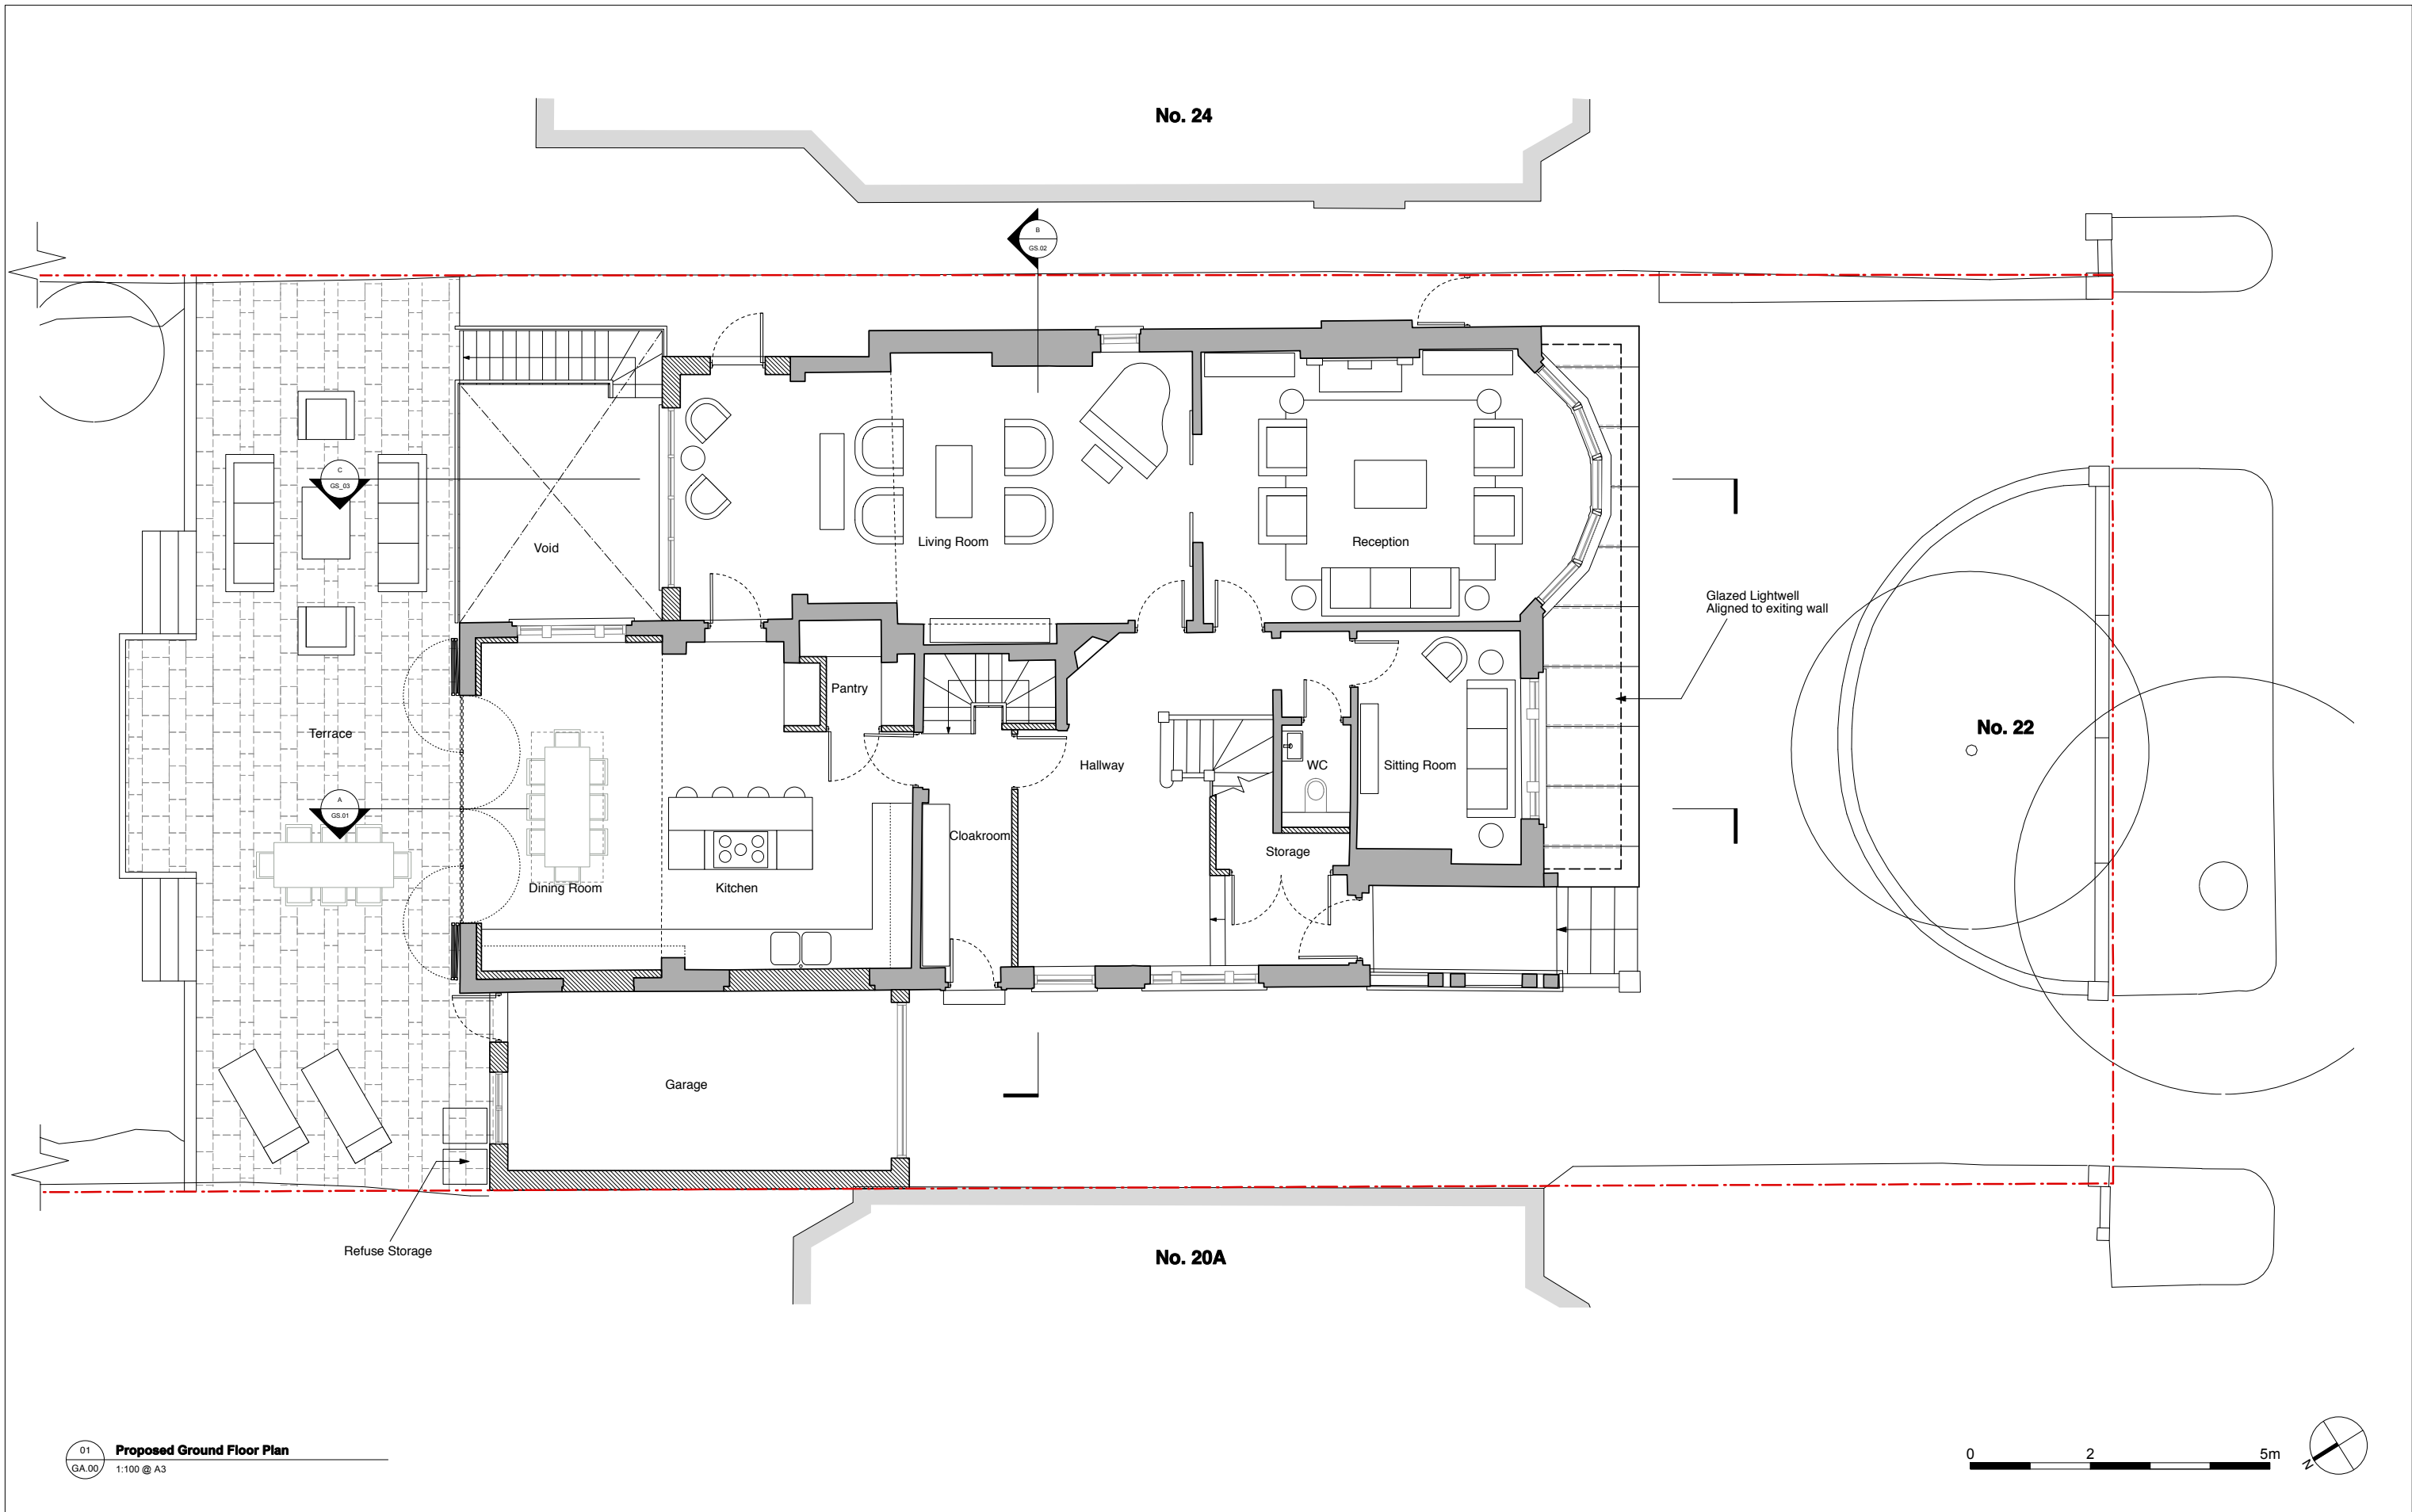 No. 24
B
GS.02
C
GS_03
Void
Living Room
Reception
Glazed Lightwell
Aligned to exiting wall
Pantry
Terrace
No. 22
Hallway
WC
Sitting Room
A
GS.01
Cloakroom
Storage
Dining Room
Kitchen
Garage
Refuse Storage
No. 20A
01
GA.00
Proposed Ground Floor Plan
1:100 @ A3
0 2 5m
N